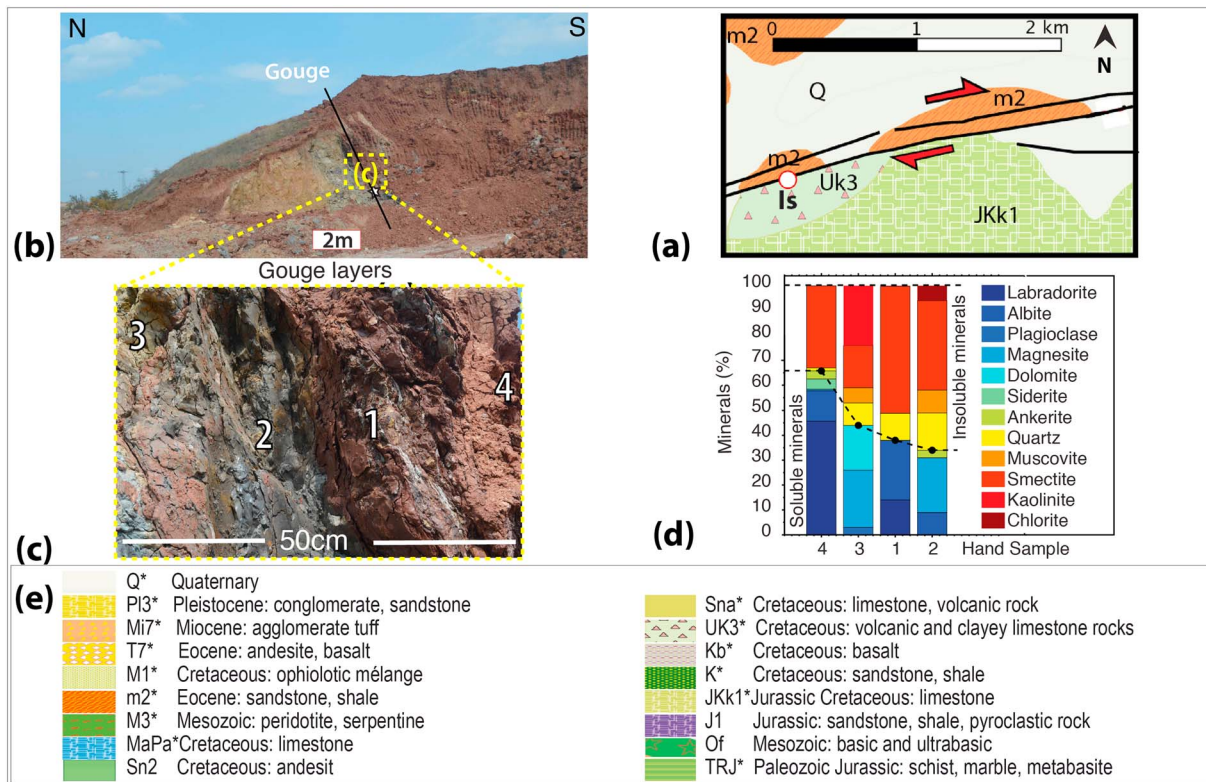 N
S
Gouge
(c)
(b)
2m
Gouge layers
3
2
1
4
(c)
50cm
0
1
2 km
m2
N
Q
m2
m2
Uk3
Is
JKk1
(a)
Minerals (%)
100
90
80
70
60
50
40
30
20
10
0
Soluble minerals
Insoluble minerals
Labradorite
Albite
Plagioclase
Magnesite
Dolomite
Siderite
Ankerite
Quartz
Muscovite
Smectite
Kaolinite
Chlorite
4 3 1 2 Hand Sample
(d)
(e)
Q* Quaternary
Pl3* Pleistocene: conglomerate, sandstone
Mi7* Miocene: agglomerate tuff
T7* Eocene: andesite, basalt
M1* Cretaceous: ophiolotic mélange
m2* Eocene: sandstone, shale
M3* Mesozoic: peridotite, serpentine
MaPa*Cretaceous: limestone
Sn2 Cretaceous: andesit
Sna* Cretaceous: limestone, volcanic rock
UK3* Cretaceous: volcanic and clayey limestone rocks
Kb* Cretaceous: basalt
K* Cretaceous: sandstone, shale
JKk1*Jurassic Cretaceous: limestone
J1 Jurassic: sandstone, shale, pyroclastic rock
Of Mesozoic: basic and ultrabasic
TRJ* Paleozoic Jurassic: schist, marble, metabasite